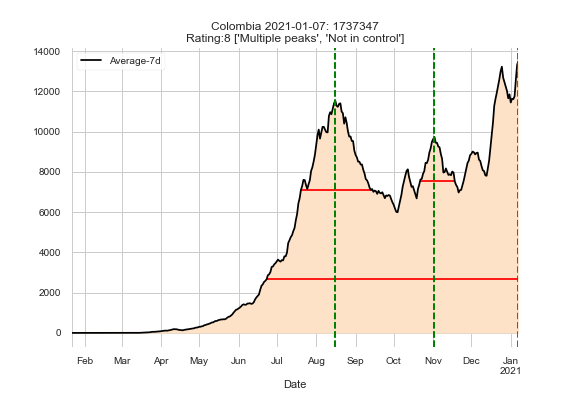 Colombia 2021-01-07: 1737347
Rating:8 ['Multiple peaks', 'Not in control']
14000
Average-7d
12000
10000
8000
6000
4000
2000
0
Feb Mar Apr May Jun Jul Aug Sep Oct Nov Dec Jan
2021
Date